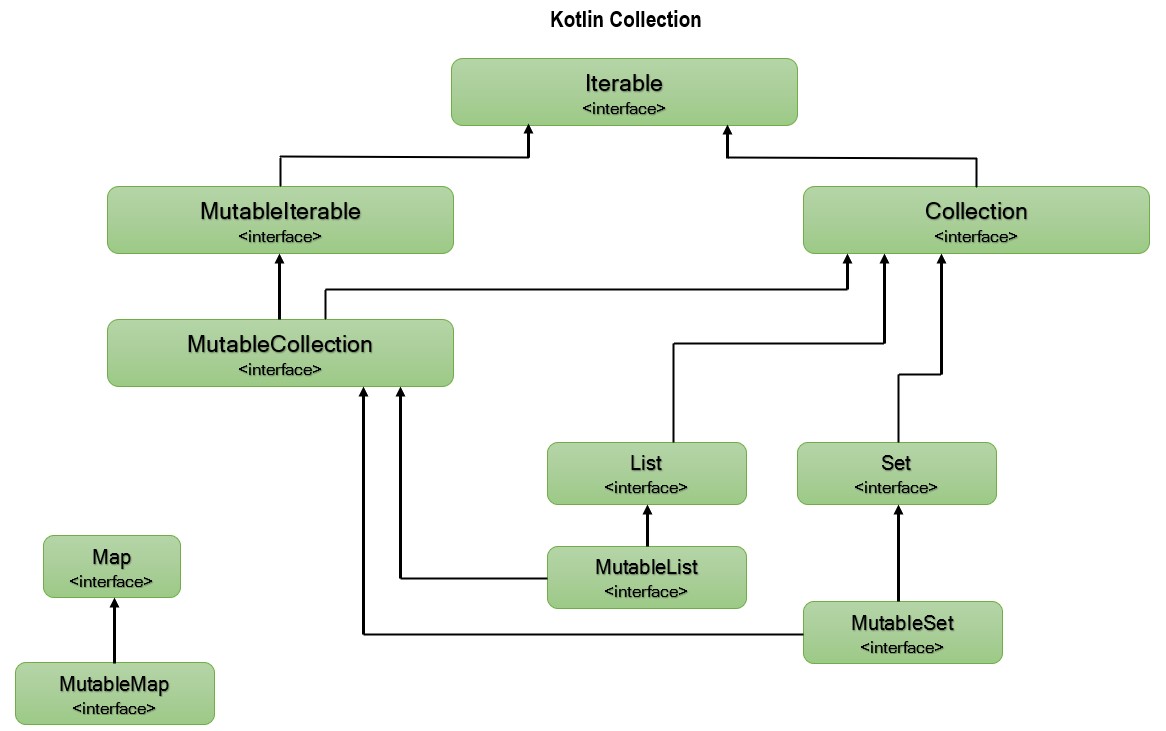 Kotlin Collection
Iterable
<interface>
MutableIterable
<interface>
Collection
<interface>
MutableCollection
<interface>
List
<interface>
Set
<interface>
Map
<interface>
MutableList
<interface>
MutableSet
<interface>
MutableMap
<interface>